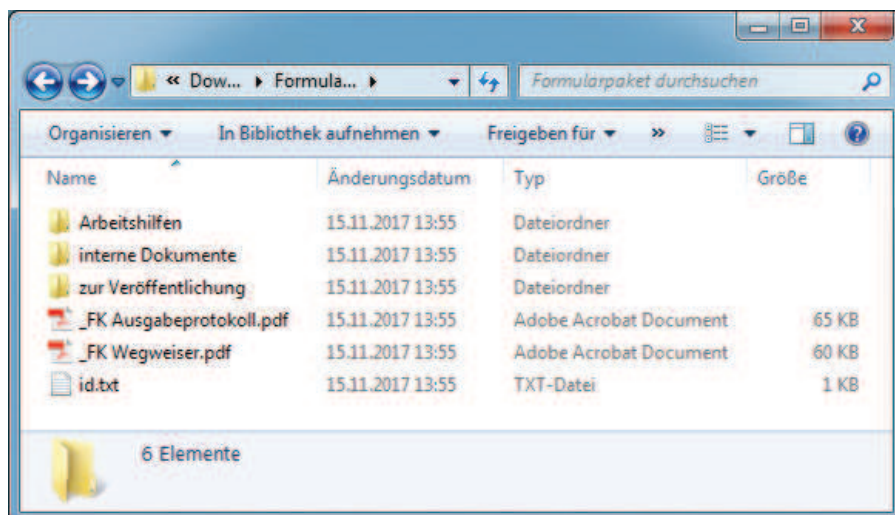 « Dow... ▸ Formula... ▸ Formularpaket durchsuchen
Organisieren In Bibliothek aufnehmen Freigeben für »
Name Änderungsdatum Typ Größe
Arbeitshilfen 15.11.2017 13:55 Dateiordner
interne Dokumente 15.11.2017 13:55 Dateiordner
zur Veröffentlichung 15.11.2017 13:55 Dateiordner
_FK Ausgabeprotokoll.pdf 15.11.2017 13:55 Adobe Acrobat Document 65 KB
_FK Wegweiser.pdf 15.11.2017 13:55 Adobe Acrobat Document 60 KB
id.txt 15.11.2017 13:55 TXT-Datei 1 KB
6 Elemente